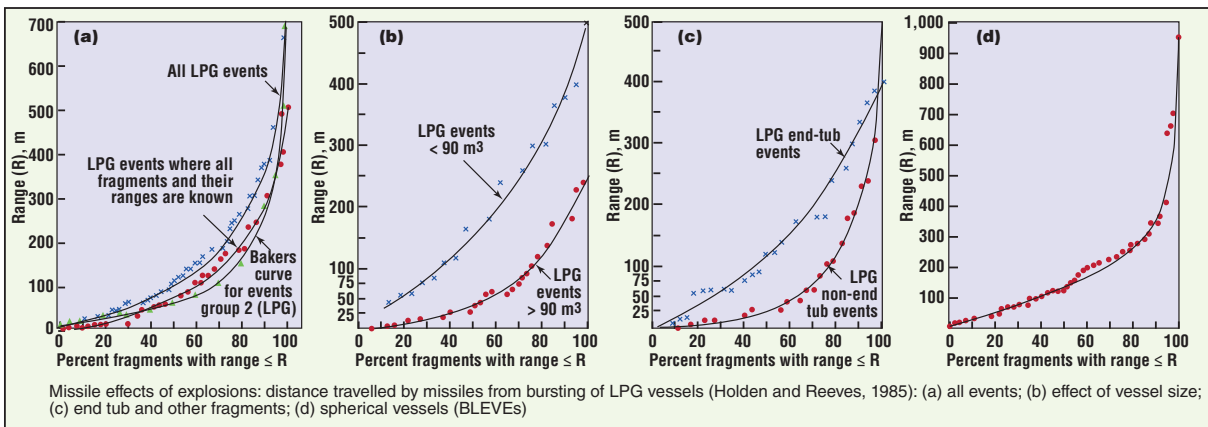 (a)
700
600
500
400
300
200
100
0
Range (R), m
All LPG events
LPG events where all
fragments and their
ranges are known
Bakers
curve
for events
group 2 (LPG)
0 20 40 60 80 100
Percent fragments with range ≤ R
(b)
500
400
300
200
100
75
50
25
Range (R), m
LPG events
< 90 m3
LPG
events
> 90 m3
0 20 40 60 80 100
Percent fragments with range ≤ R
(c)
500
400
300
200
100
75
50
25
Range (R), m
LPG end-tub
events
LPG
non-end
tub events
0 20 40 60 80 100
Percent fragments with range ≤ R
(d)
1,000
900
800
700
600
500
400
300
200
100
Range (R), m
0 20 40 60 80 100
Percent fragments with range ≤ R
Missile effects of explosions: distance travelled by missiles from bursting of LPG vessels (Holden and Reeves, 1985): (a) all events; (b) effect of vessel size;
(c) end tub and other fragments; (d) spherical vessels (BLEVEs)